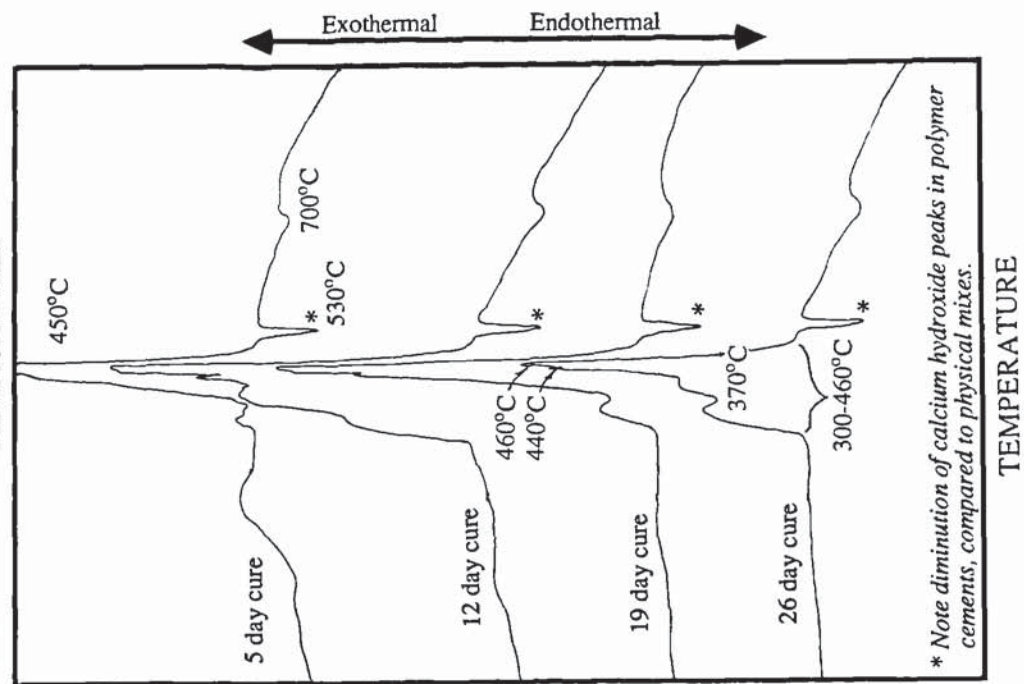 Exothermal Endothermal
450°C
700°C
530°C
*
*
*
*
460°C
440°C
370°C
300-460°C
5 day cure
12 day cure
19 day cure
26 day cure
* Note diminution of calcium hydroxide peaks in polymer
cements, compared to physical mixes.
TEMPERATURE